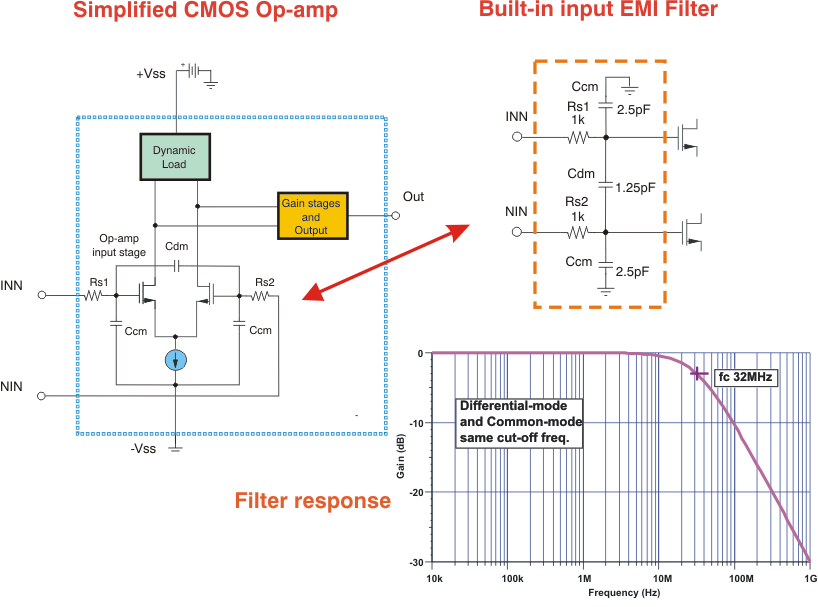 Simplified CMOS Op-amp
Built-in input EMI Filter
+Vss
+
Dynamic
Load
Gain stages
and
Output
Out
Op-amp
input stage
Cdm
INN
Rs1
Rs2
Ccm
Ccm
NIN
-Vss
-
Ccm
2.5pF
Rs1
1k
INN
Cdm
1.25pF
Rs2
1k
NIN
Ccm
2.5pF
Filter response
0
-10
-20
-30
Gain (dB)
fc 32MHz
Differential-mode
and Common-mode
same cut-off freq.
10k
100k
1M
10M
100M
1G
Frequency (Hz)